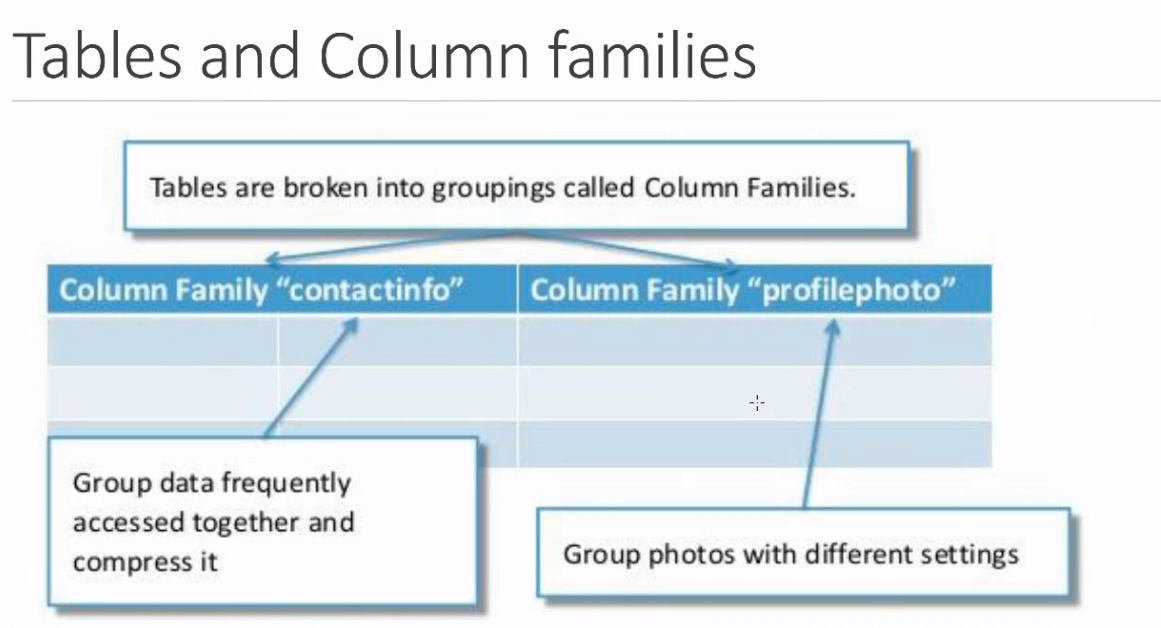 Tables and Column families
Tables are broken into groupings called Column Families.
Column Family “contactinfo”
Column Family “profilephoto”
Group data frequently
accessed together and
compress it
Group photos with different settings